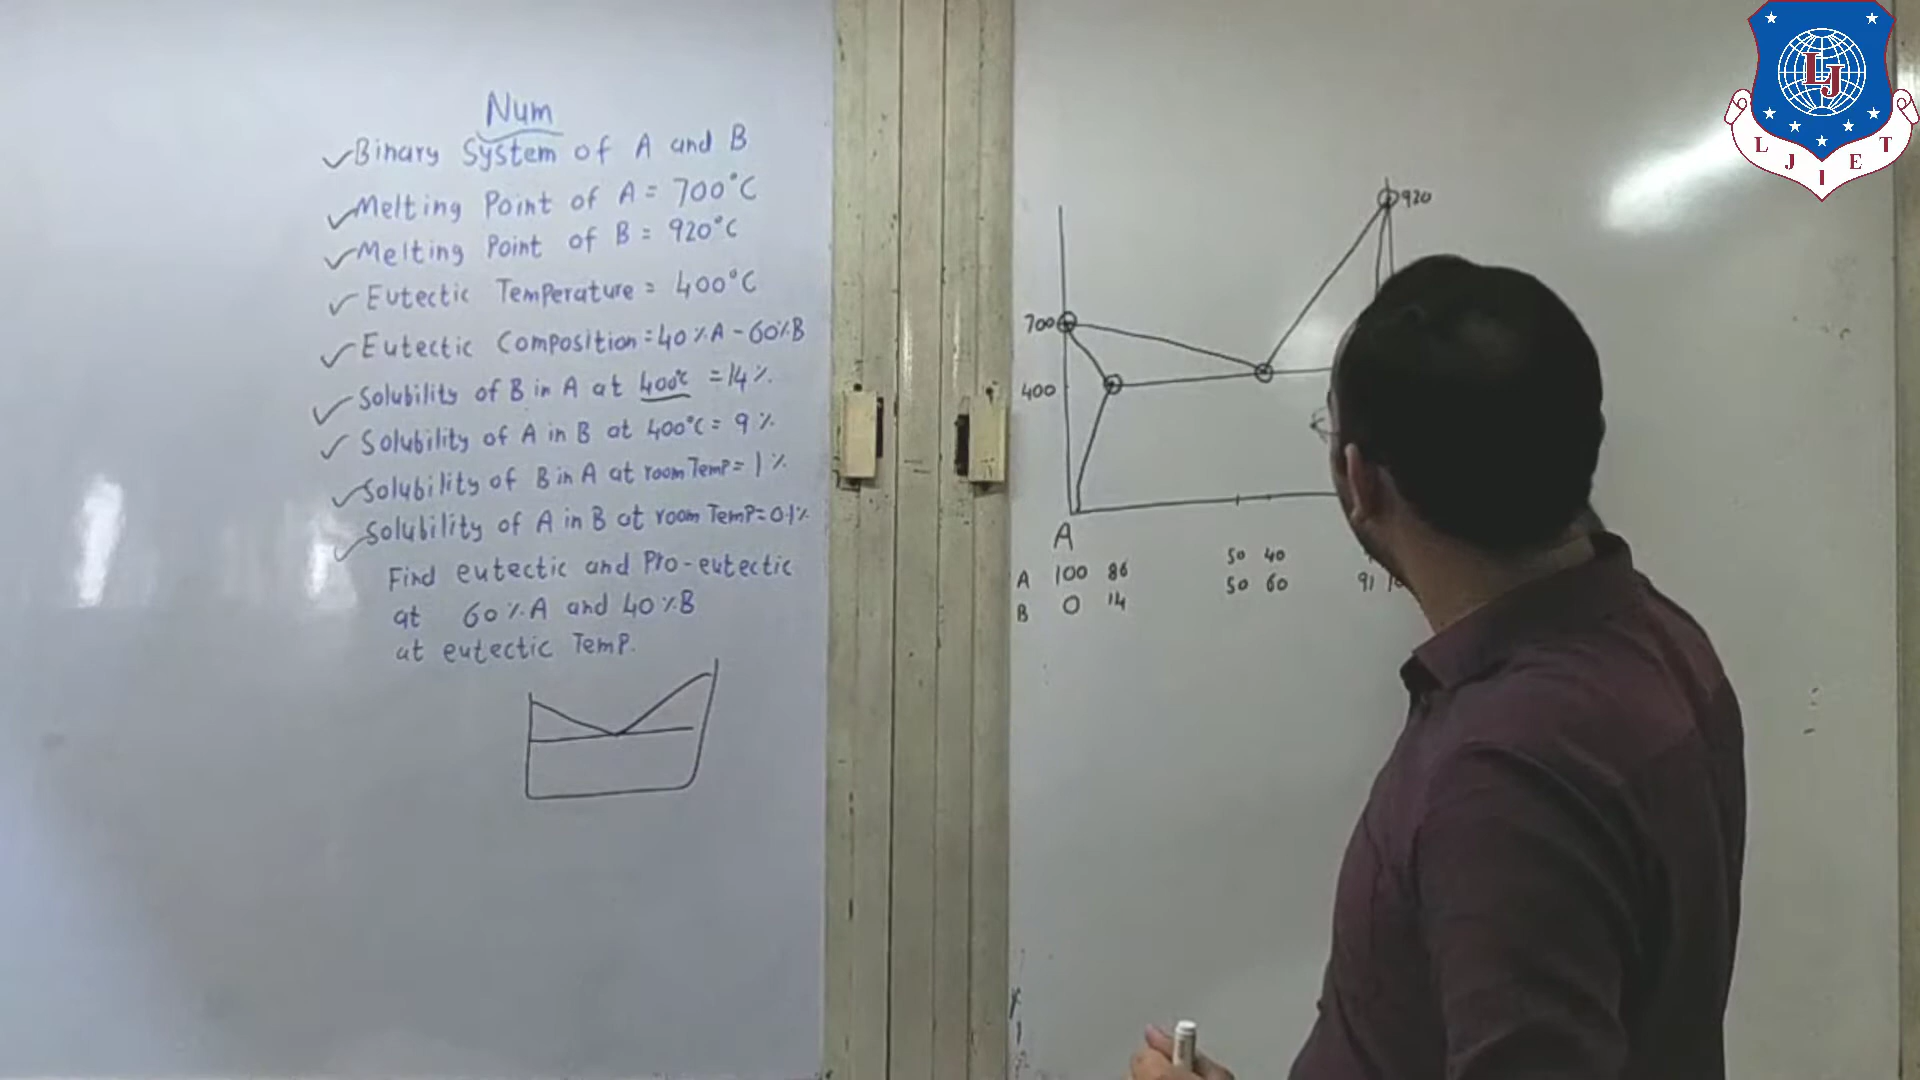 Num
Binary System of A and B
Melting Point of A = 700°C
Melting Point of B = 920°C
Eutectic Temperature = 400°C
Eutectic Composition = 40%A - 60%B
Solubility of B in A at 400°C = 14%
Solubility of A in B at 400°C = 9%
Solubility of B in A at room Temp = 1%
Solubility of A in B at room Temp = 0.1%
Find eutectic and Pro-eutectic
at 60%A and 40%B
at eutectic Temp.
920
700
400
A
A 100 86 50 40
B 0 14 50 60 91
LJ
L J I E T